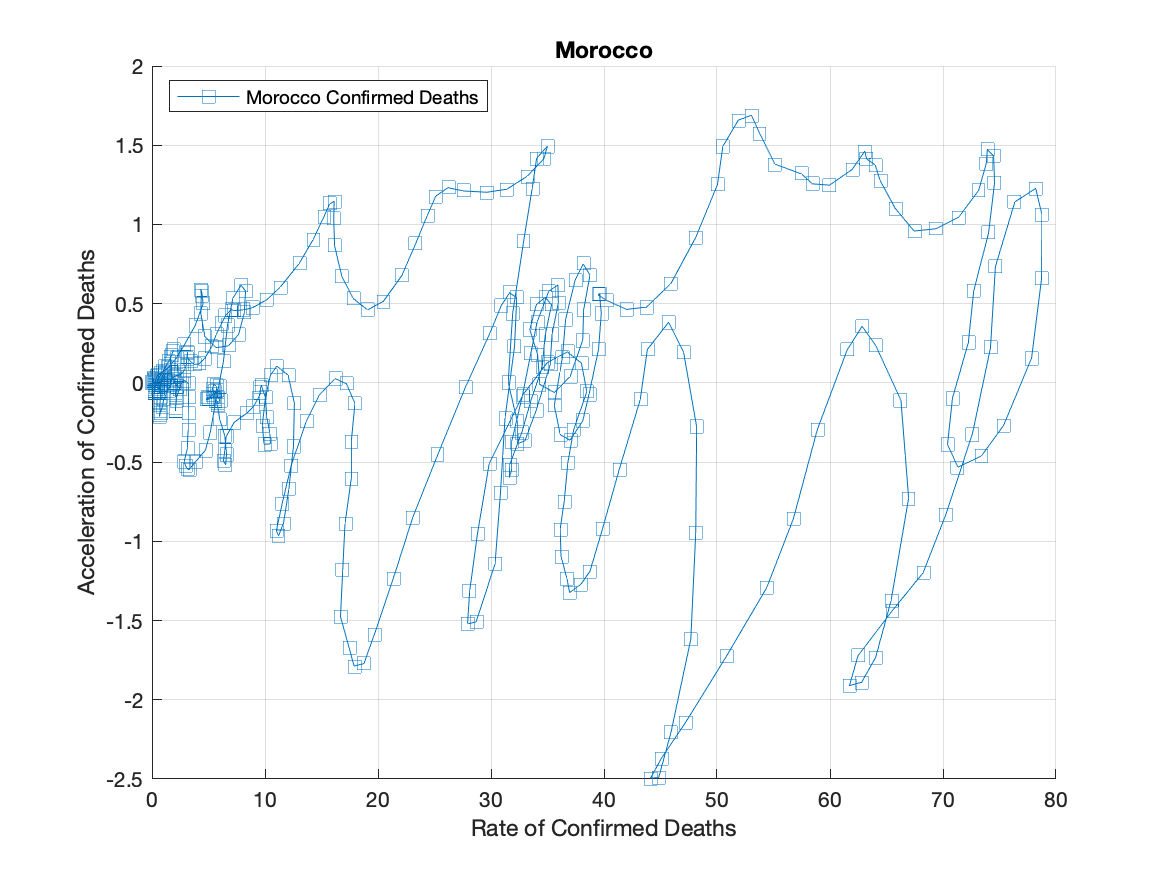 Morocco
Morocco Confirmed Deaths
Acceleration of Confirmed Deaths
2
1.5
1
0.5
0
-0.5
-1
-1.5
-2
-2.5
0 10 20 30 40 50 60 70 80
Rate of Confirmed Deaths